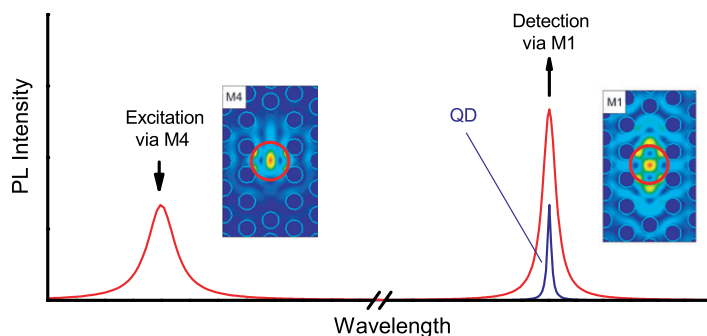 Detection
via M1
M4
Excitation
via M4
M1
QD
PL Intensity
Wavelength